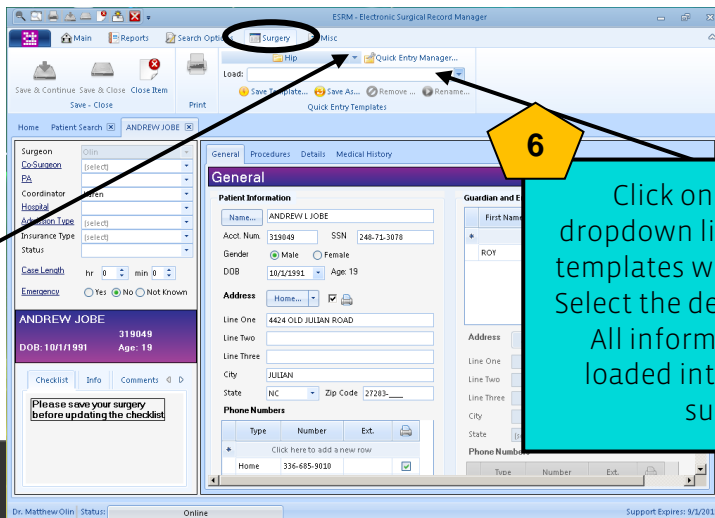 ESRM - Electronic Surgical Record Manager
Main Reports Search Surgery Misc
Hip Quick Entry Manager...
Load:
Save & Continue Save & Close Close Item
Save Template... Save As... Remove ... Rename...
Save - Close Print Quick Entry Templates
Home Patient Search ANDREW JOBE
Surgeon Olin
Co-Surgeon (select)
PA
Coordinator
Hospital
Admission Type (select)
Insurance Type (select)
Status
Case Length hr 0 min 0
Emergency Yes No Not Known
ANDREW JOBE
319049
DOB: 10/1/1991 Age: 19
Checklist Info Comments
Please save your surgery
before updating the checklist
General Procedures Details Medical History
General
Patient Information
Name... ANDREW L JOBE
Acct. Num. 319049 SSN 248-71-3078
Gender Male Female
DOB 10/1/1991 Age: 19
Address Home...
Line One 4424 OLD JULIAN ROAD
Line Two
Line Three
City JULIAN
State NC Zip Code 27283-____
Phone Numbers
Type Number Ext.
* Click here to add a new row
Home 336-685-9010
Guardian and E
First Name
*
ROY
Address
Line One
Line Two
Line Three
City
State
Phone Numbers
Type Number Ext.
6
Click on
dropdown li
templates w
Select the de
All inform
loaded int
su
Dr. Matthew Olin Status: Online Support Expires: 9/1/201